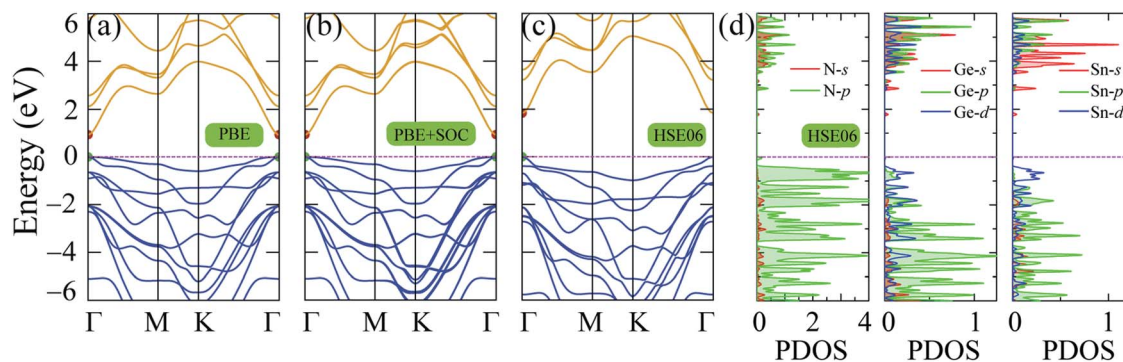 (a)
(b)
(c)
(d)
6
4
2
0
−2
−4
−6
Energy (eV)
PBE
PBE+SOC
HSE06
HSE06
N-s
N-p
Ge-s
Ge-p
Ge-d
Sn-s
Sn-p
Sn-d
Γ M K Γ
Γ M K Γ
Γ M K Γ
0 2 4
0 1
0 1
PDOS
PDOS
PDOS